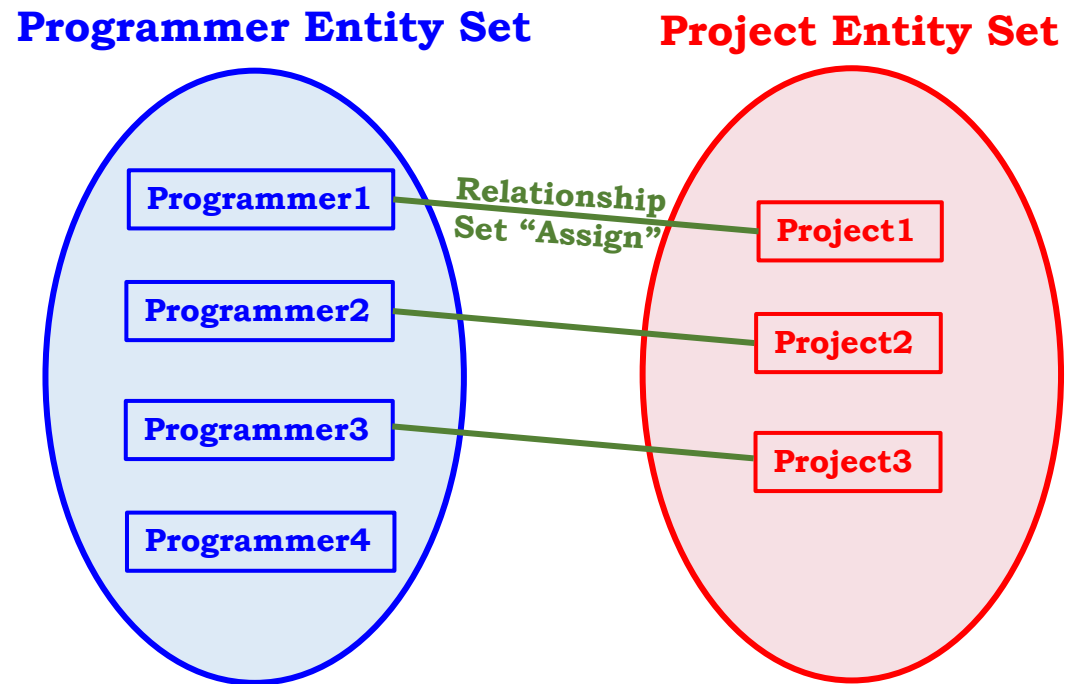 Programmer Entity Set
Project Entity Set
Programmer1
Programmer2
Programmer3
Programmer4
Relationship
Set “Assign”
Project1
Project2
Project3